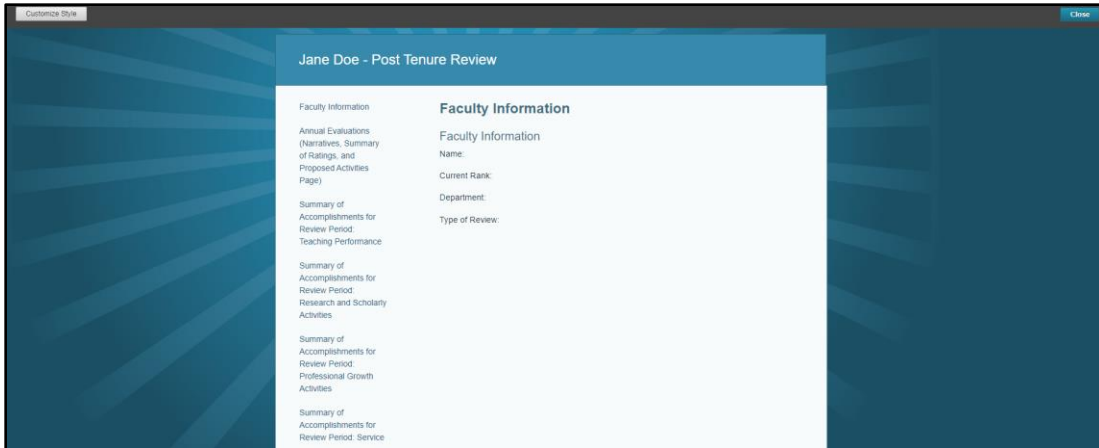 Customize Style
Close
Jane Doe - Post Tenure Review
Faculty Information
Annual Evaluations
(Narratives, Summary
of Ratings, and
Proposed Activities
Page)
Summary of
Accomplishments for
Review Period:
Teaching Performance
Summary of
Accomplishments for
Review Period:
Research and Scholarly
Activities
Summary of
Accomplishments for
Review Period:
Professional Growth
Activities
Summary of
Accomplishments for
Review Period: Service
Faculty Information
Faculty Information
Name:
Current Rank:
Department:
Type of Review: